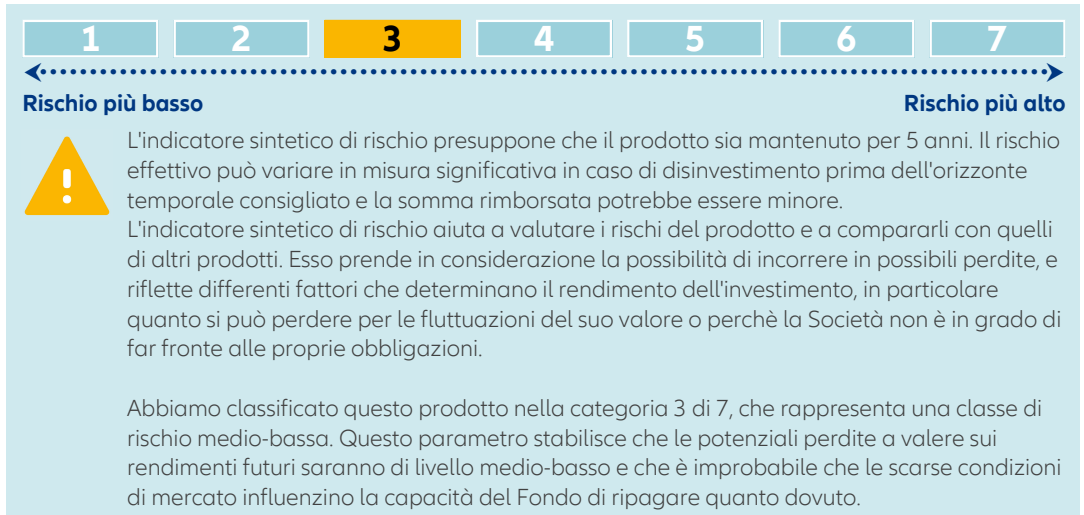 1 2 3 4 5 6 7
Rischio più basso Rischio più alto
L'indicatore sintetico di rischio presuppone che il prodotto sia mantenuto per 5 anni. Il rischio
effettivo può variare in misura significativa in caso di disinvestimento prima dell'orizzonte
temporale consigliato e la somma rimborsata potrebbe essere minore.
L'indicatore sintetico di rischio aiuta a valutare i rischi del prodotto e a compararli con quelli
di altri prodotti. Esso prende in considerazione la possibilità di incorrere in possibili perdite, e
riflette differenti fattori che determinano il rendimento dell'investimento, in particolare
quanto si può perdere per le fluttuazioni del suo valore o perchè la Società non è in grado di
far fronte alle proprie obbligazioni.
Abbiamo classificato questo prodotto nella categoria 3 di 7, che rappresenta una classe di
rischio medio-bassa. Questo parametro stabilisce che le potenziali perdite a valere sui
rendimenti futuri saranno di livello medio-basso e che è improbabile che le scarse condizioni
di mercato influenzino la capacità del Fondo di ripagare quanto dovuto.